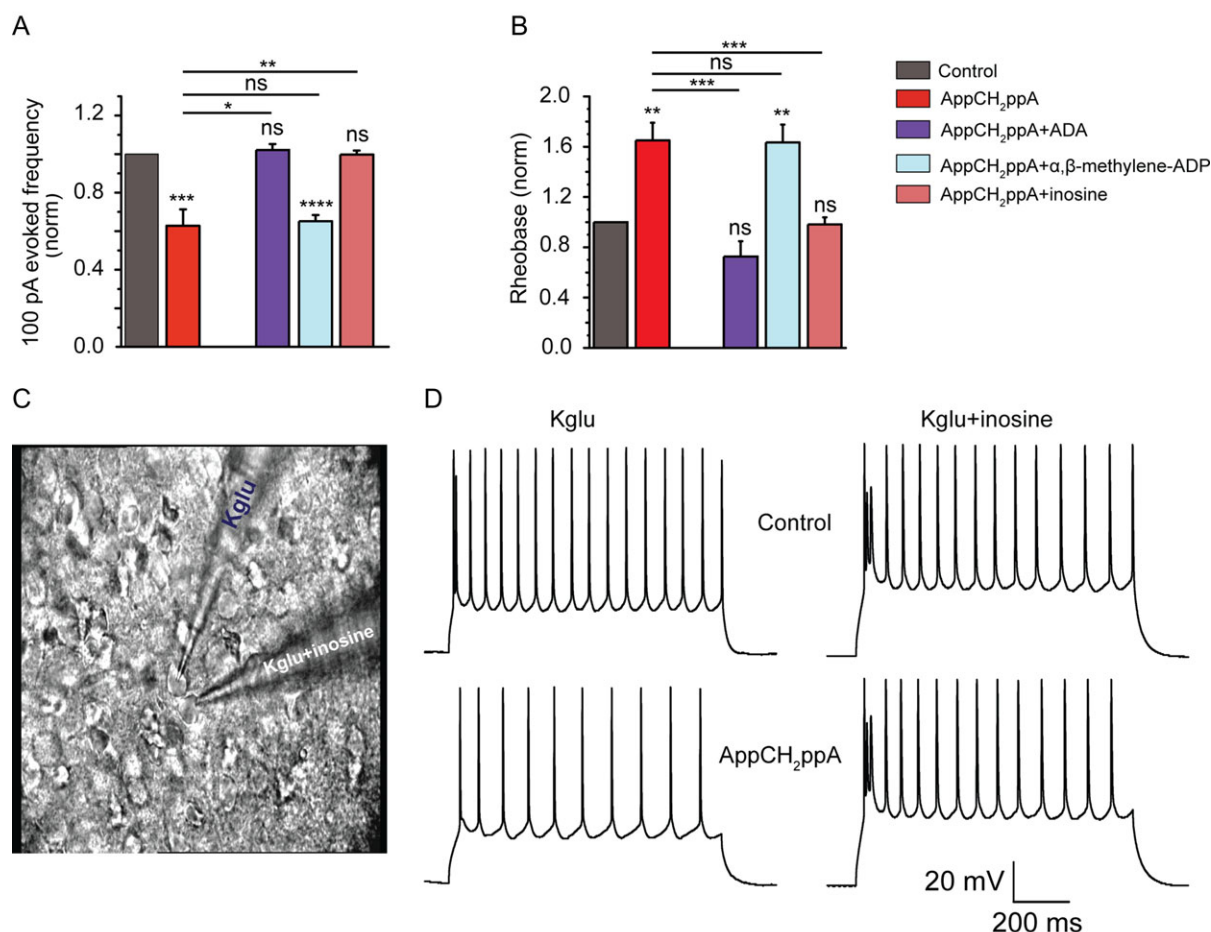 A
**
ns
*
1.2
ns
ns
***
****
0.8
0.4
0.0
100 pA evoked frequency
(norm)
B
***
ns
***
2.0
**
**
1.6
ns
ns
1.2
0.8
0.4
0.0
Rheobase (norm)
Control
AppCH₂ppA
AppCH₂ppA+ADA
AppCH₂ppA+α,β-methylene-ADP
AppCH₂ppA+inosine
C
Kglu
Kglu+inosine
D
Kglu
Kglu+inosine
Control
AppCH₂ppA
20 mV
200 ms